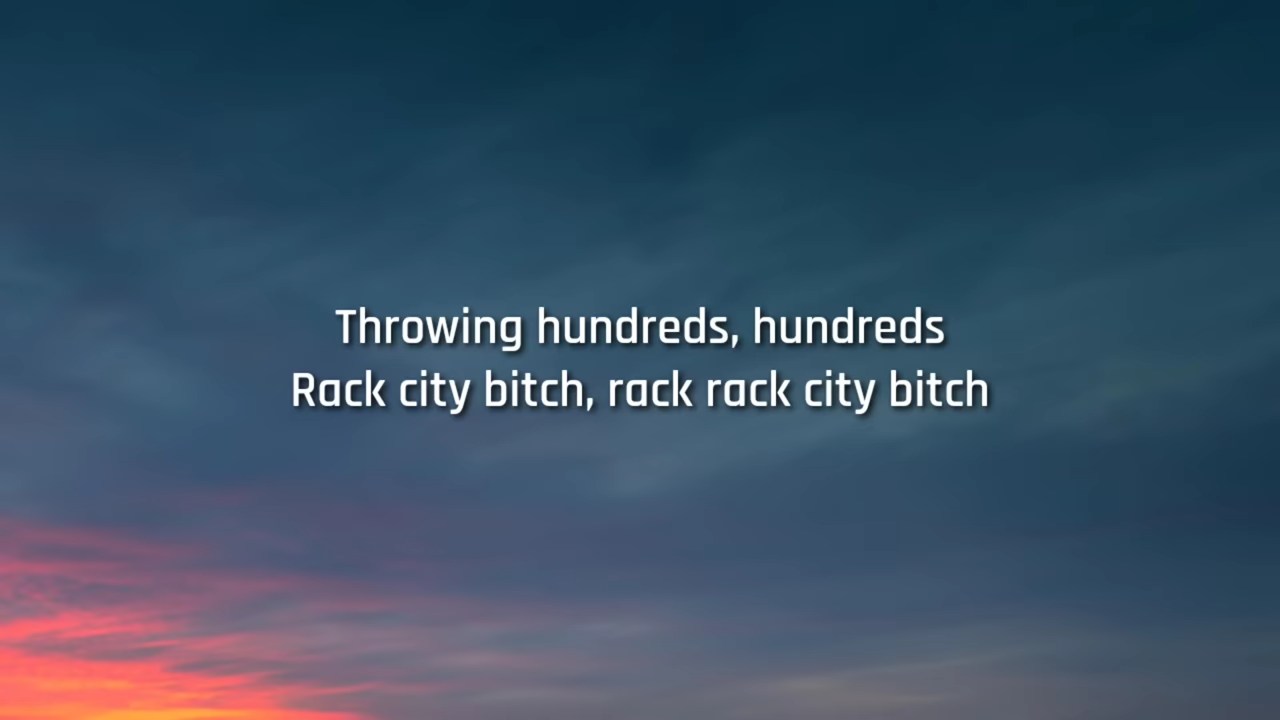 Throwing hundreds, hundreds
Rack city bitch, rack rack city bitch